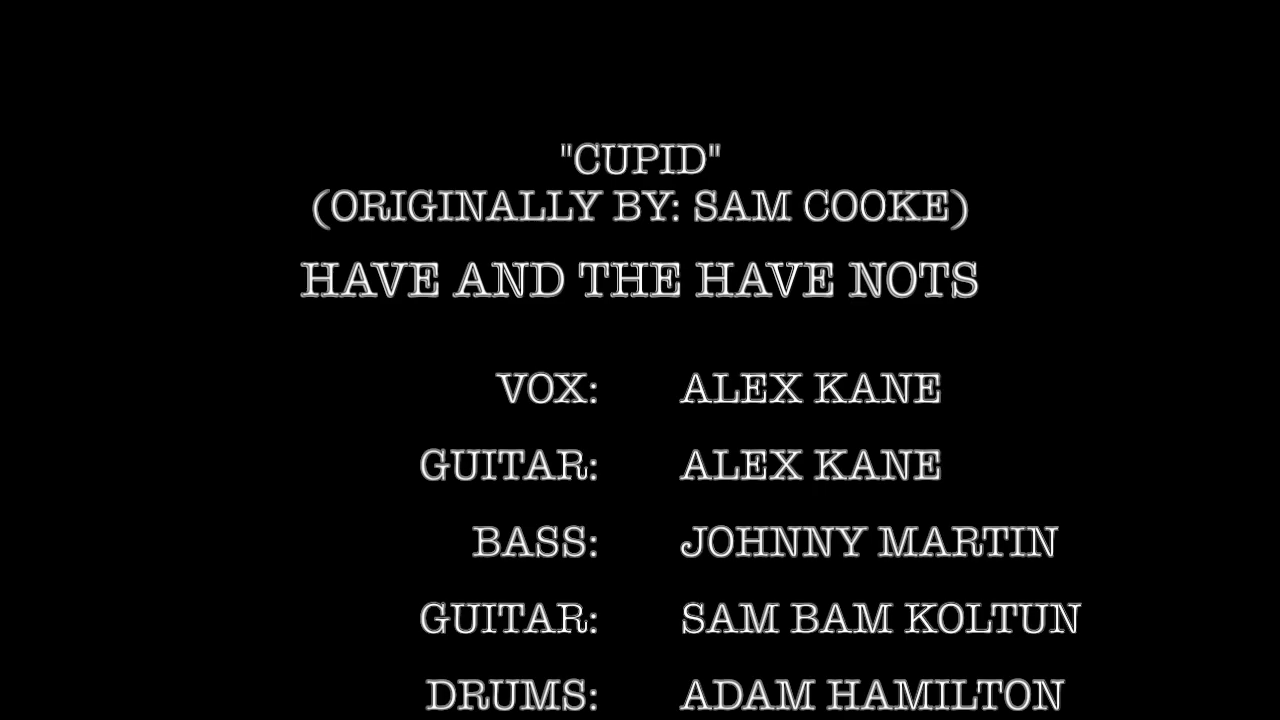 "CUPID"
(ORIGINALLY BY: SAM COOKE)
HAVE AND THE HAVE NOTS
VOX: ALEX KANE
GUITAR: ALEX KANE
BASS: JOHNNY MARTIN
GUITAR: SAM BAM KOLTUN
DRUMS: ADAM HAMILTON